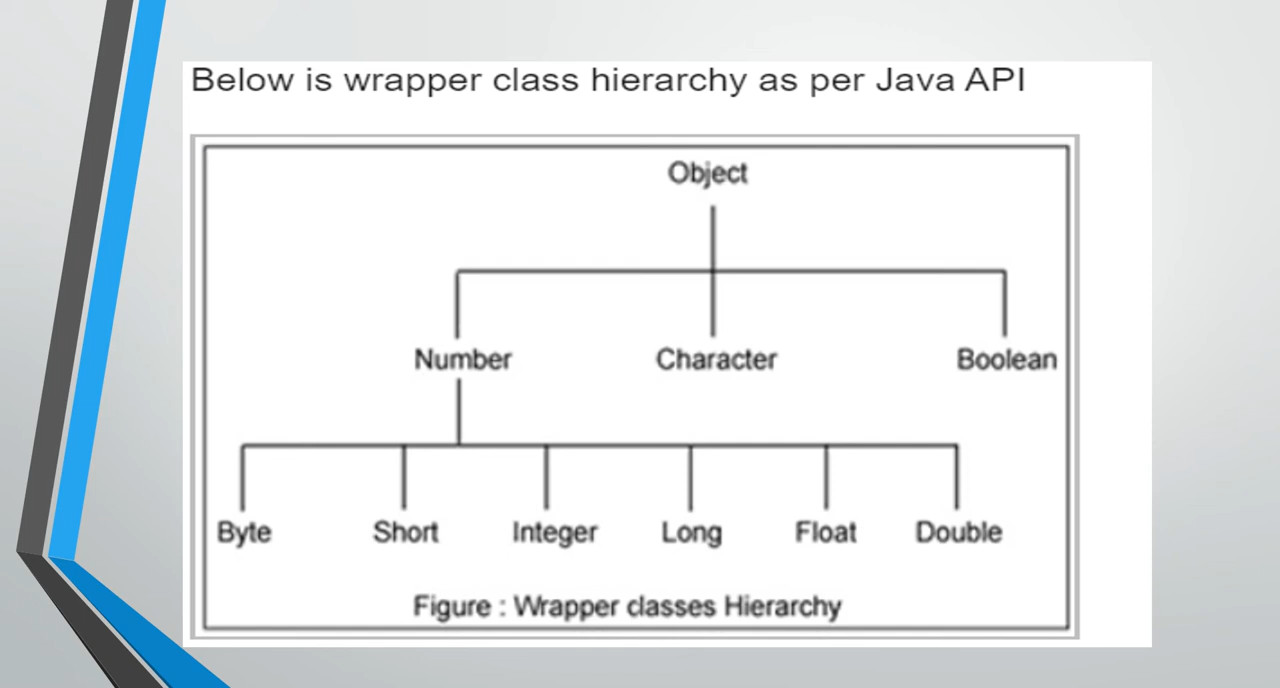 Below is wrapper class hierarchy as per Java API
Object
Number Character Boolean
Byte Short Integer Long Float Double
Figure : Wrapper classes Hierarchy